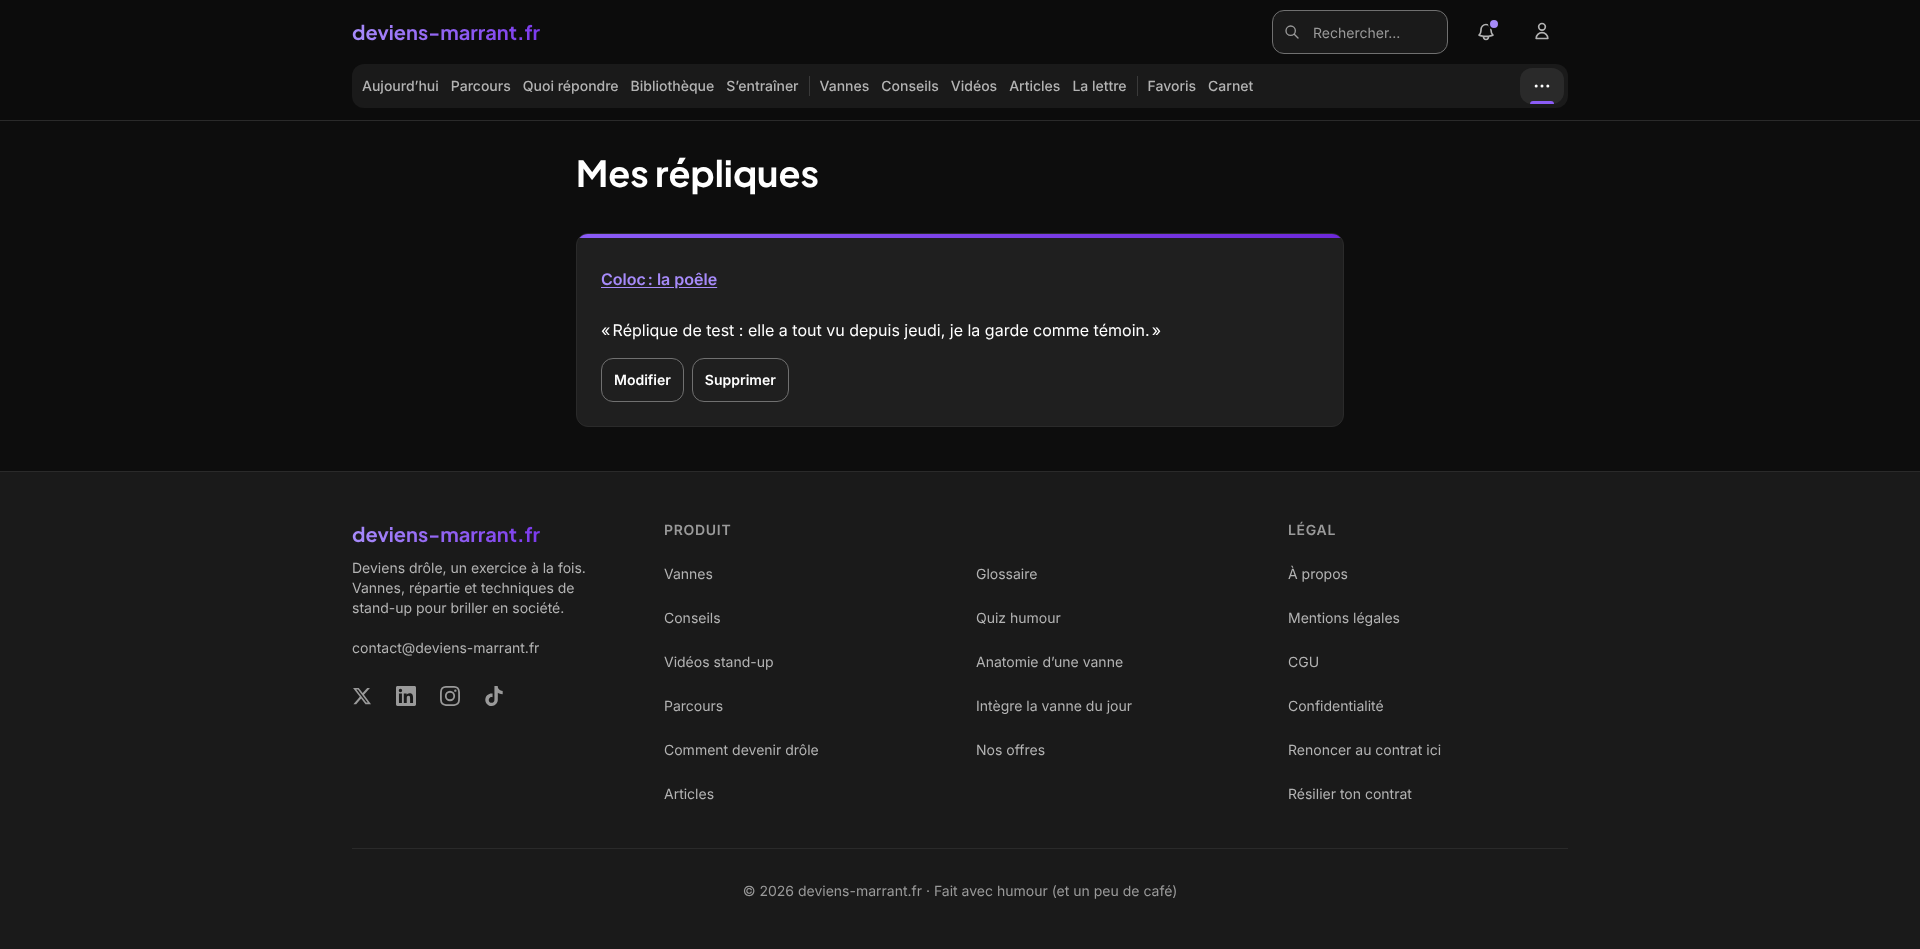 deviens-marrant.fr
Rechercher...
Aujourd’hui Parcours Quoi répondre Bibliothèque S’entraîner Vannes Conseils Vidéos Articles La lettre Favoris Carnet
Mes répliques
Coloc : la poêle
« Réplique de test : elle a tout vu depuis jeudi, je la garde comme témoin. »
Modifier Supprimer
deviens-marrant.fr
Deviens drôle, un exercice à la fois.
Vannes, répartie et techniques de
stand-up pour briller en société.
contact@deviens-marrant.fr
PRODUIT
Vannes
Conseils
Vidéos stand-up
Parcours
Comment devenir drôle
Articles
Glossaire
Quiz humour
Anatomie d’une vanne
Intègre la vanne du jour
Nos offres
LÉGAL
À propos
Mentions légales
CGU
Confidentialité
Renoncer au contrat ici
Résilier ton contrat
© 2026 deviens-marrant.fr · Fait avec humour (et un peu de café)